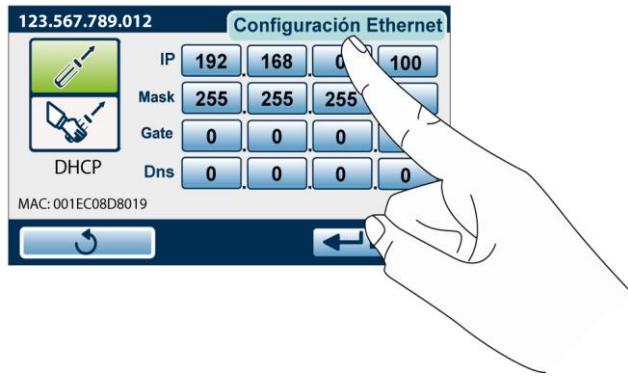 123.567.789.012
Configuración Ethernet
IP 192 . 168 . 0 . 100
Mask 255 . 255 . 255 .
Gate 0 . 0 . 0 .
DHCP
Dns 0 . 0 . 0 . 0
MAC: 001EC08D8019